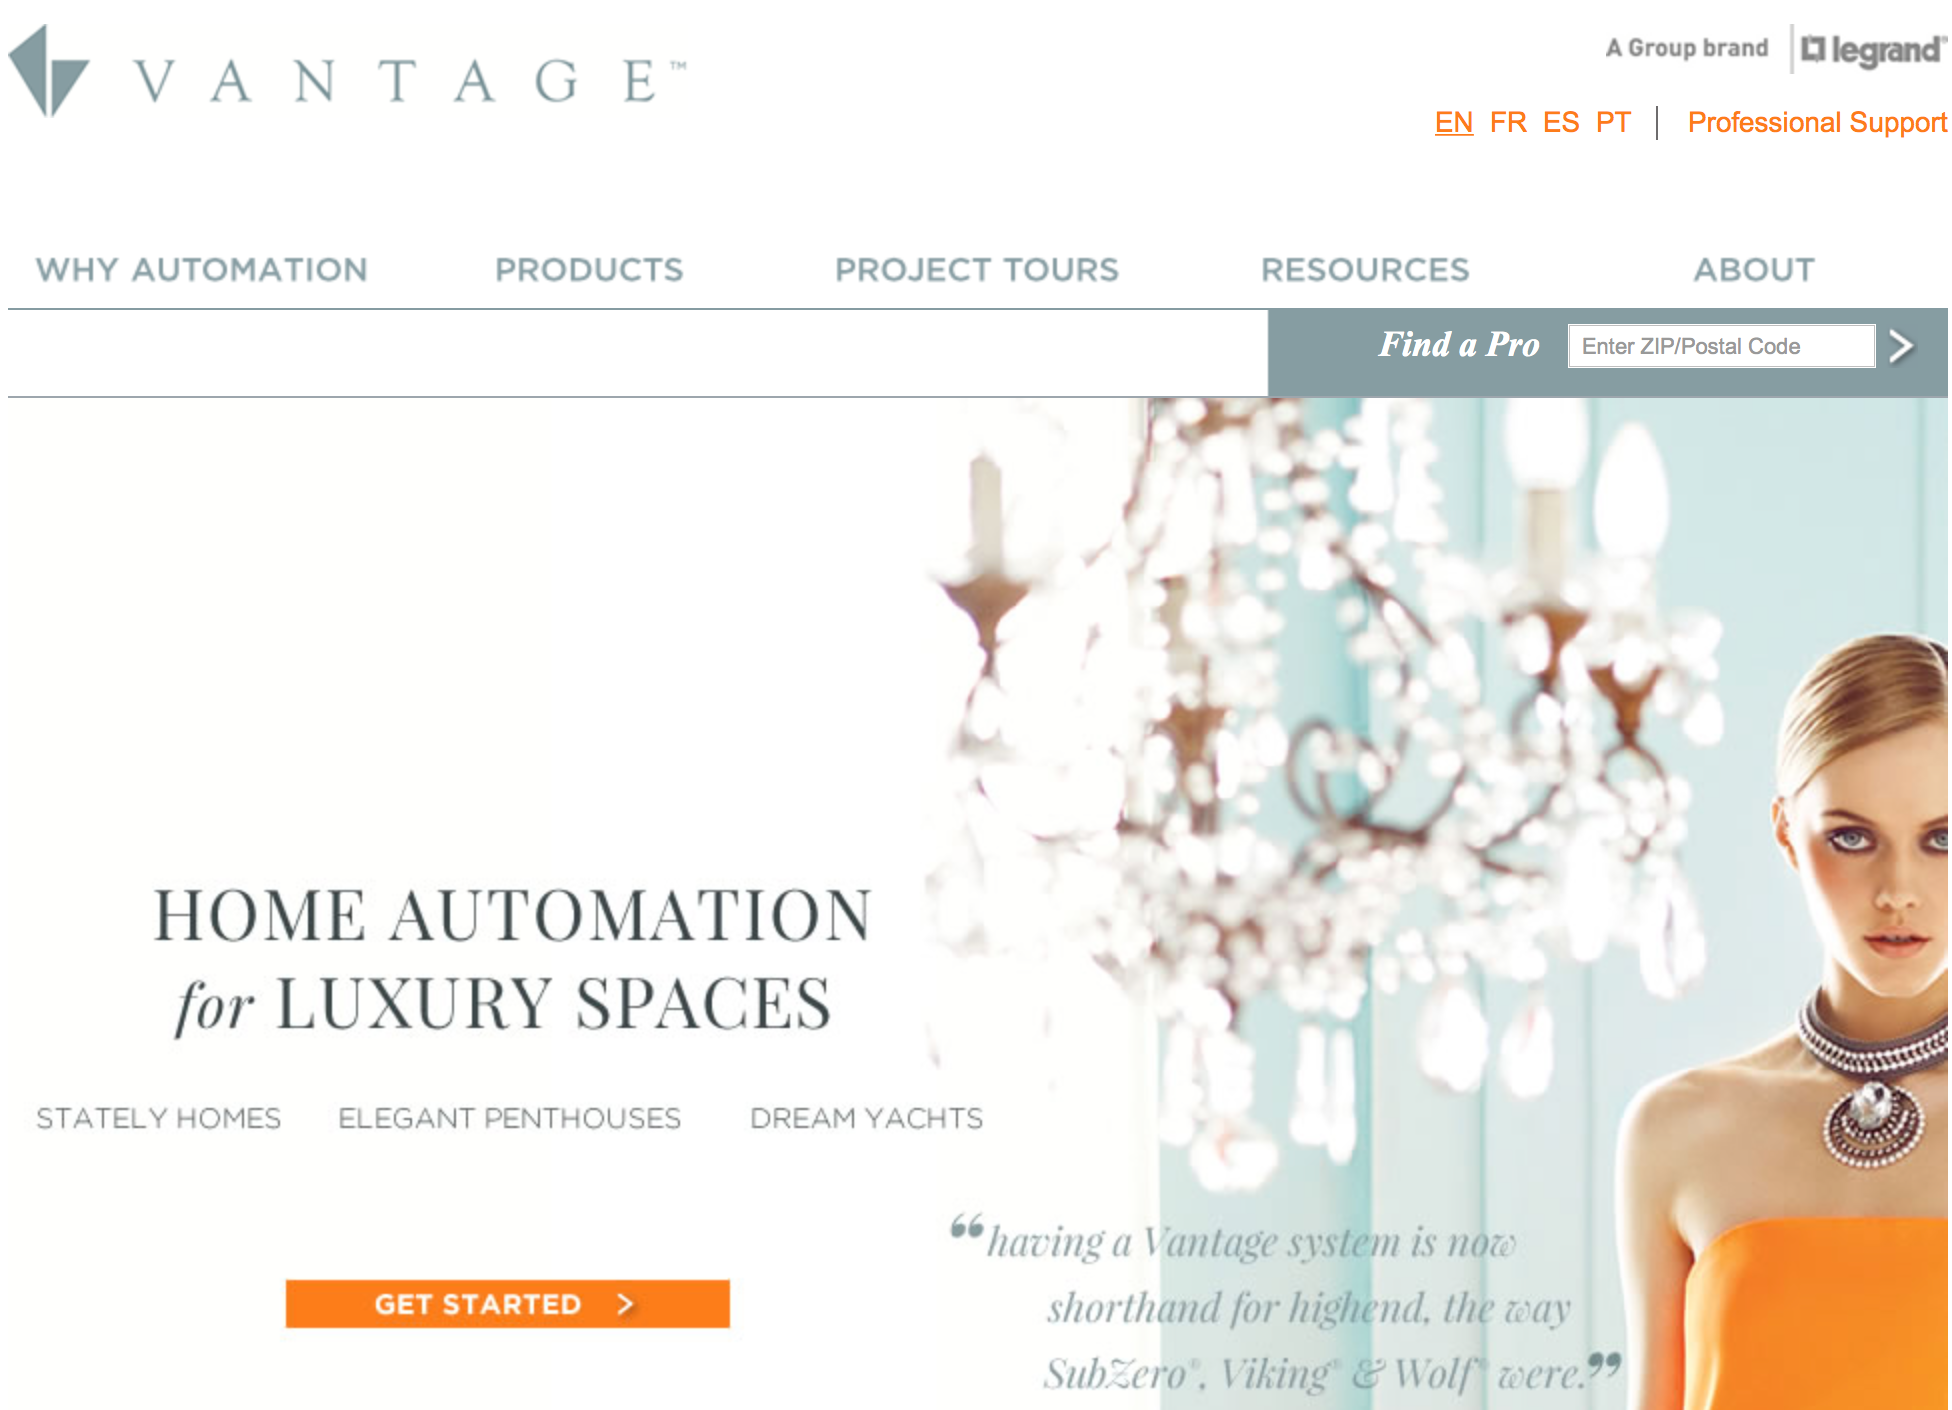 VANTAGE™
A Group brand
legrand®
EN FR ES PT
Professional Support
WHY AUTOMATION
PRODUCTS
PROJECT TOURS
RESOURCES
ABOUT
Find a Pro
Enter ZIP/Postal Code
HOME AUTOMATION
for LUXURY SPACES
STATELY HOMES
ELEGANT PENTHOUSES
DREAM YACHTS
GET STARTED
“having a Vantage system is now
shorthand for highend, the way
SubZero®, Viking® & Wolf® were.”